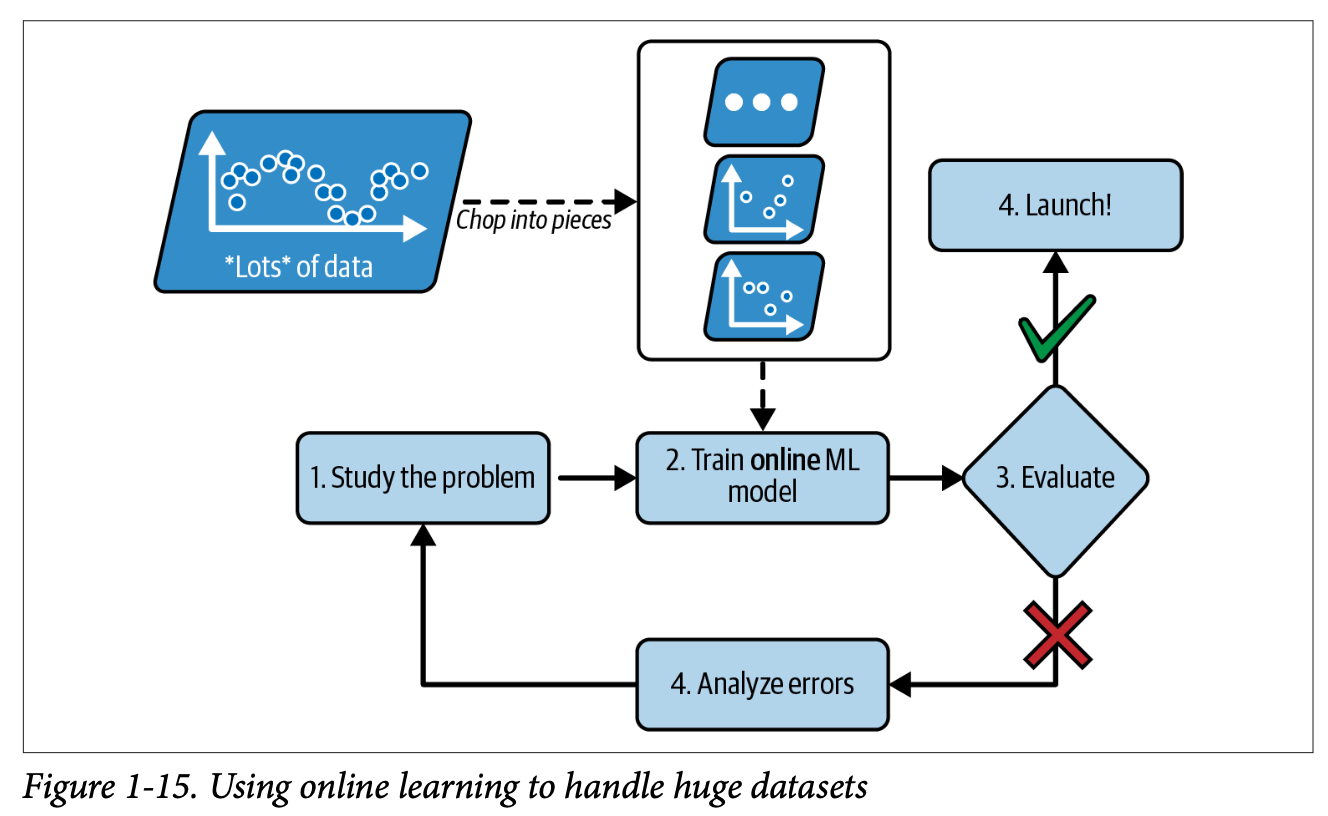 *Lots* of data
Chop into pieces
4. Launch!
1. Study the problem
2. Train online ML
model
3. Evaluate
4. Analyze errors
Figure 1-15. Using online learning to handle huge datasets